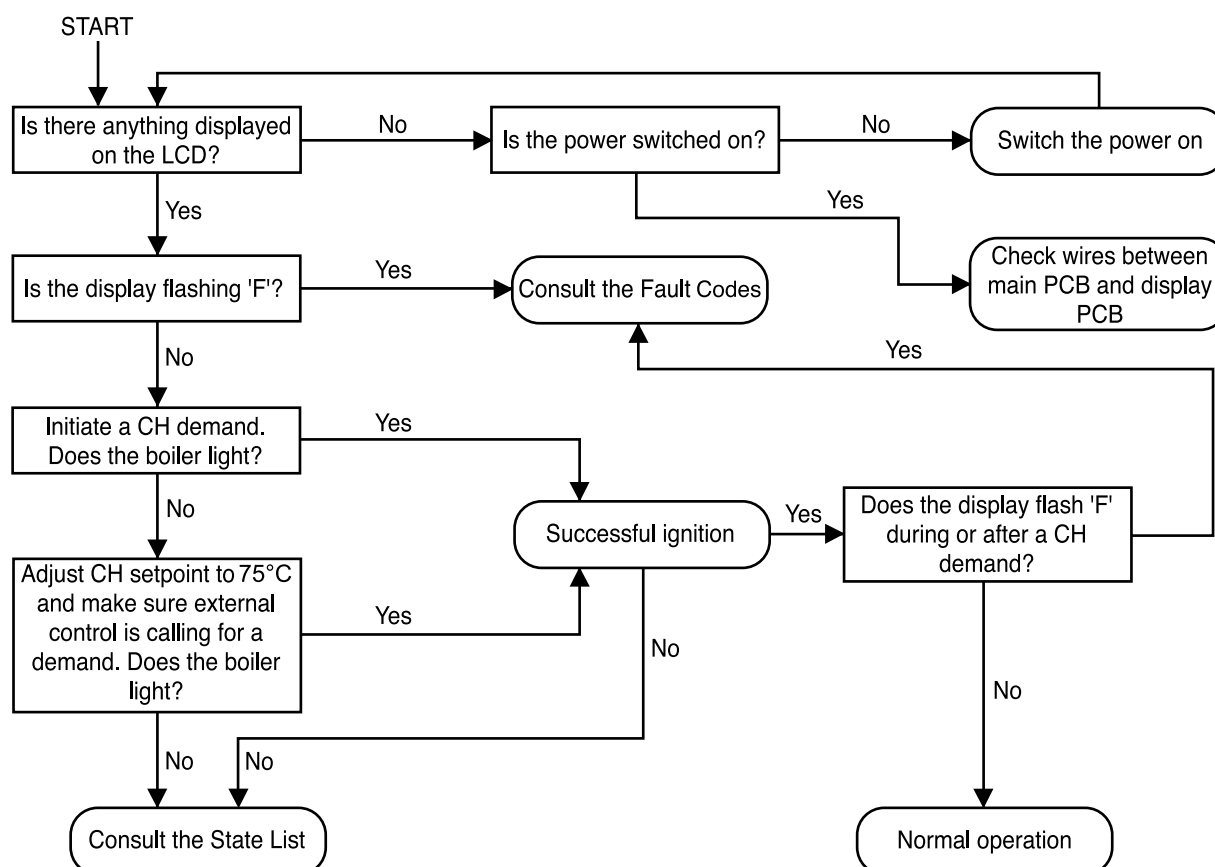 START
Is there anything displayed
on the LCD?
No
Is the power switched on?
No
Switch the power on
Yes
Yes
Check wires between
main PCB and display
PCB
Is the display flashing 'F'?
Yes
Consult the Fault Codes
No
Yes
Initiate a CH demand.
Does the boiler light?
Yes
No
Successful ignition
Yes
Does the display flash 'F'
during or after a CH
demand?
Adjust CH setpoint to 75°C
and make sure external
control is calling for a
demand. Does the boiler
light?
Yes
No
No
No
No
Consult the State List
Normal operation